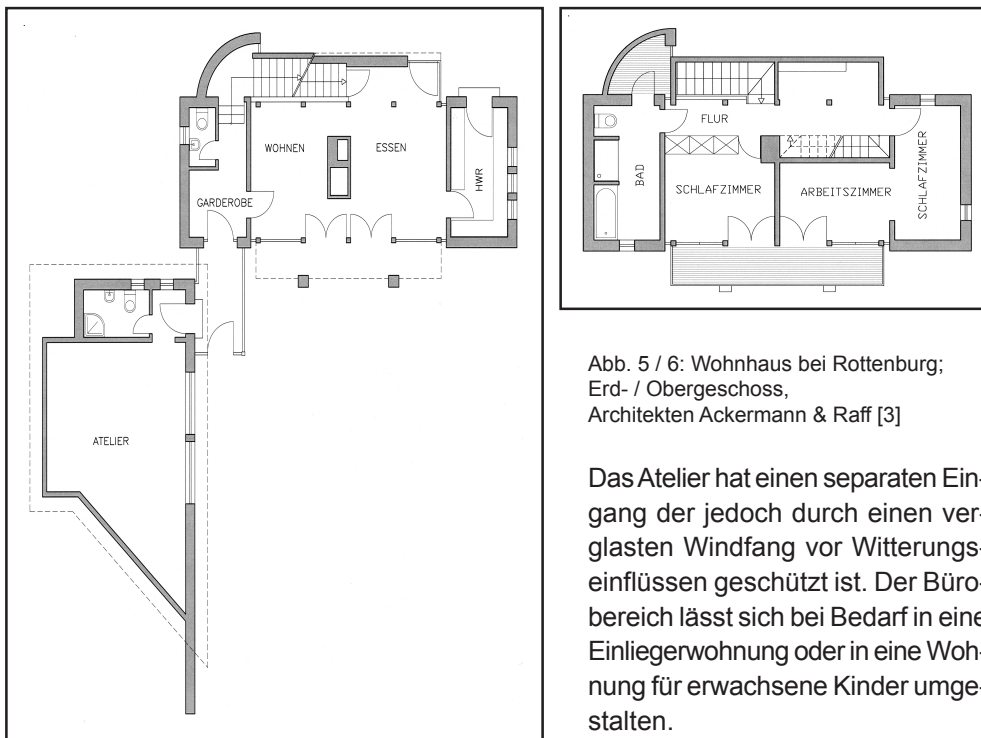 WOHNEN
ESSEN
HWR
GARDEROBE
ATELIER
FLUR
BAD
SCHLAFZIMMER
ARBEITSZIMMER
SCHLAFZIMMER
Abb. 5 / 6: Wohnhaus bei Rottenburg;
Erd- / Obergeschoss,
Architekten Ackermann & Raff [3]
Das Atelier hat einen separaten Ein-
gang der jedoch durch einen ver-
glasten Windfang vor Witterungs-
einflüssen geschützt ist. Der Büro-
bereich lässt sich bei Bedarf in eine
Einliegerwohnung oder in eine Woh-
nung für erwachsene Kinder umge-
stalten.